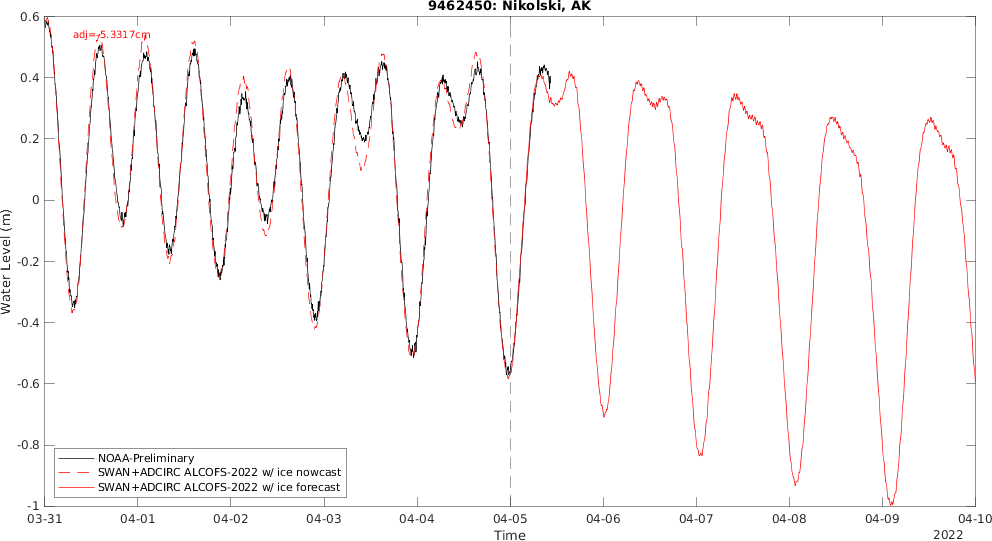 9462450: Nikolski, AK
adj=-5.3317cm
0.6
0.4
0.2
0
-0.2
-0.4
-0.6
-0.8
-1
Water Level (m)
NOAA-Preliminary
SWAN+ADCIRC ALCOFS-2022 w/ ice nowcast
SWAN+ADCIRC ALCOFS-2022 w/ ice forecast
03-31 04-01 04-02 04-03 04-04 04-05 04-06 04-07 04-08 04-09 04-10
Time
2022